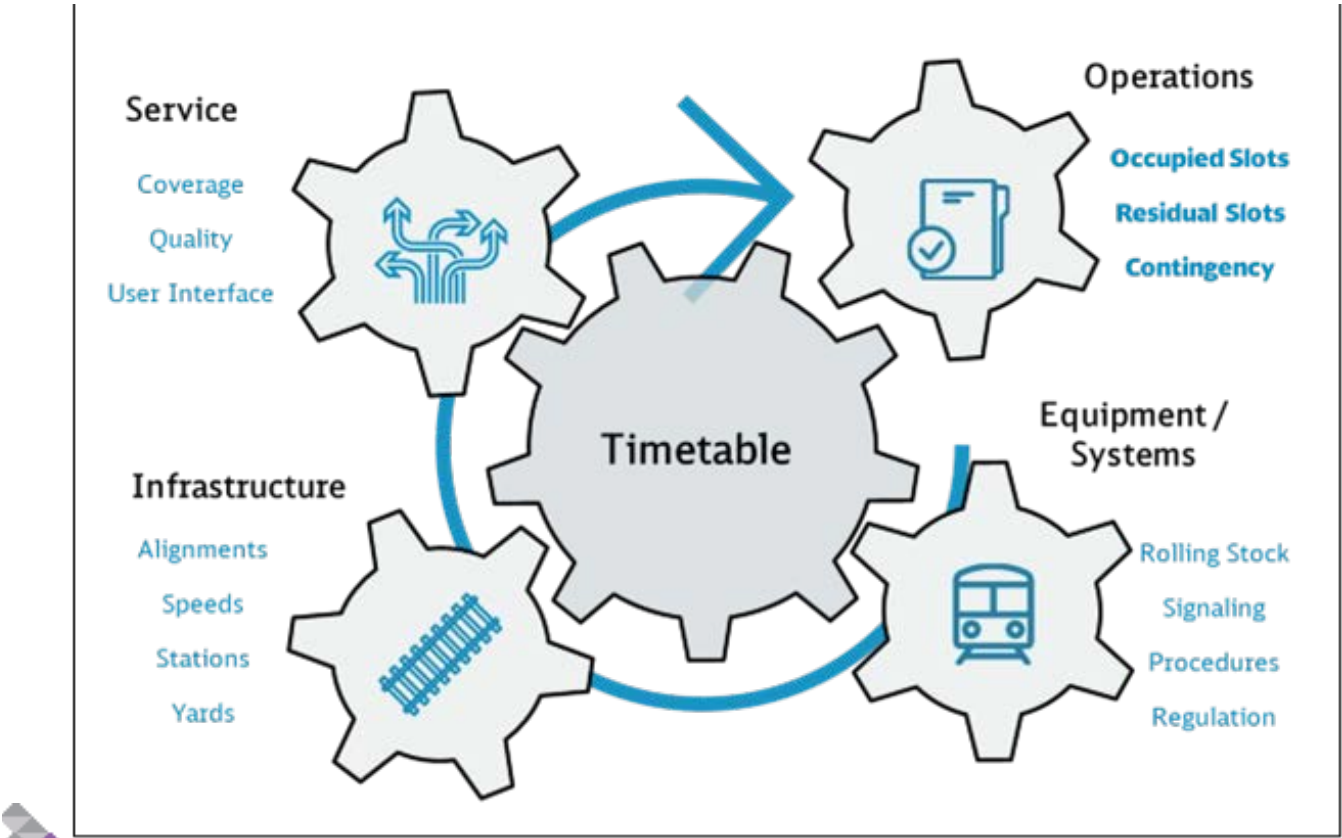 Service
Coverage
Quality
User Interface
Operations
Occupied Slots
Residual Slots
Contingency
Timetable
Infrastructure
Alignments
Speeds
Stations
Yards
Equipment /
Systems
Rolling Stock
Signaling
Procedures
Regulation